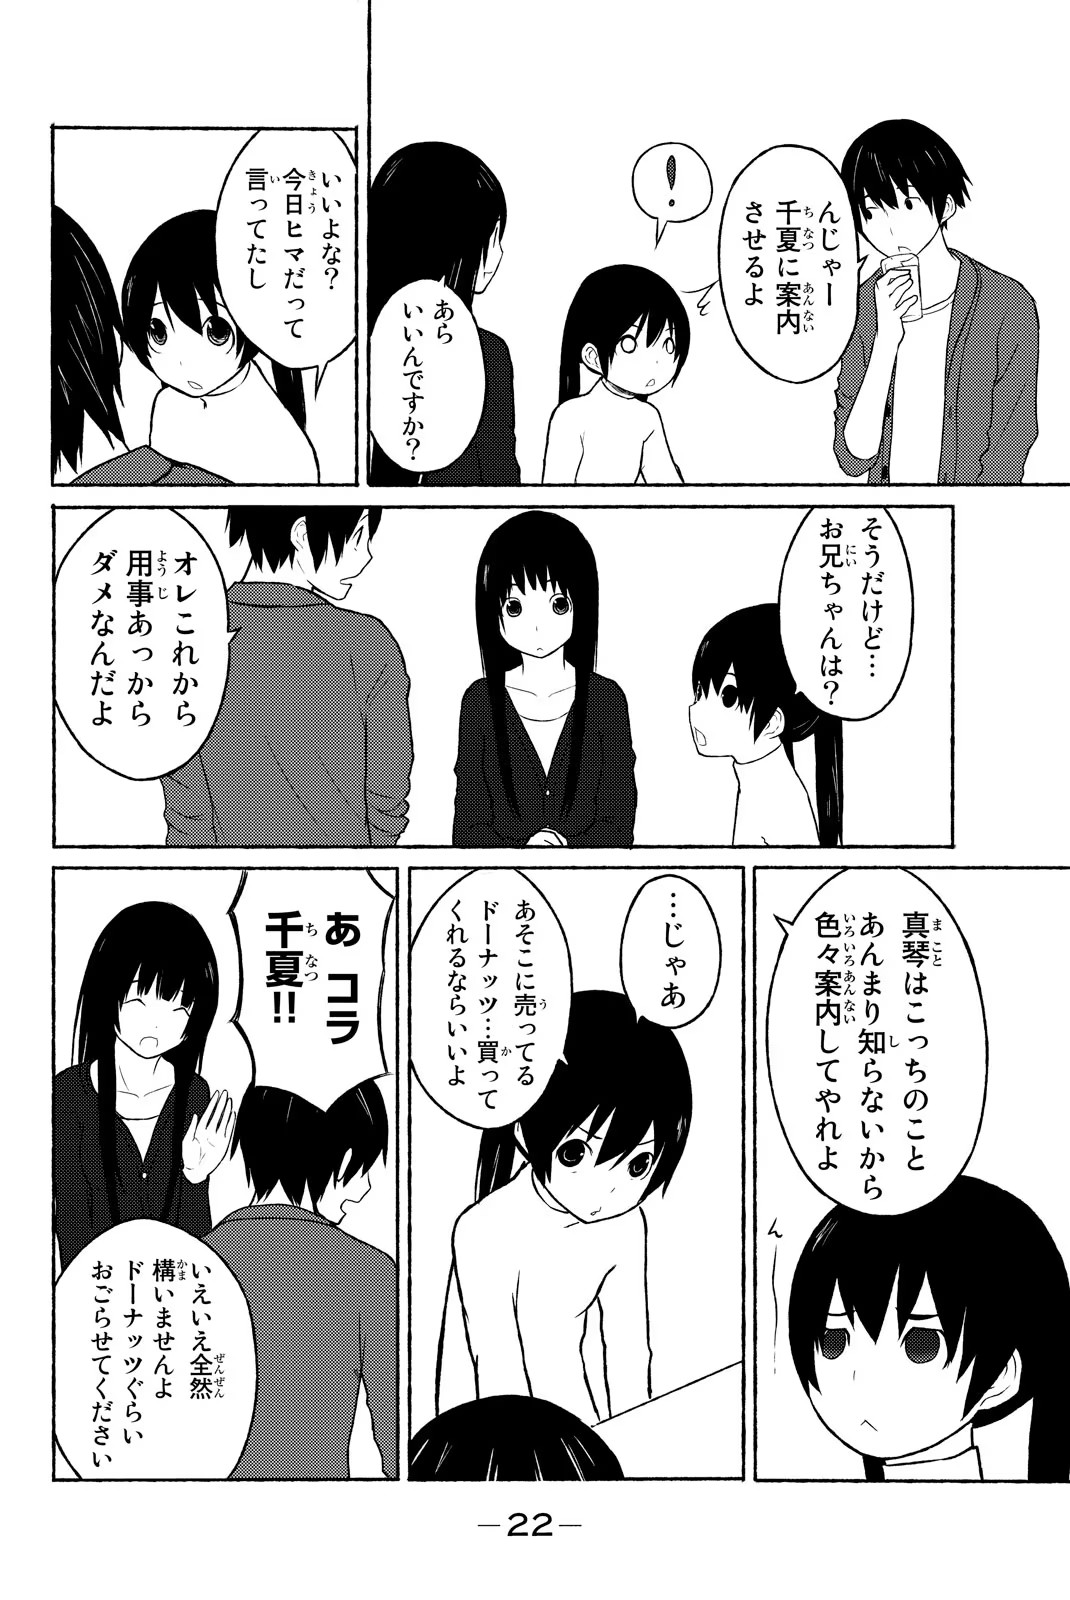 んじゃー
千夏に案内
させるよ
！
あら
いいんですか？
いいよな？
今日ヒマだって
言ってたし
そうだけど…
お兄ちゃんは？
オレこれから
用事あっから
ダメなんだよ
真琴はこっちのこと
あんまり知らないから
色々案内してやれよ
ん
…じゃあ
あそこに売ってる
ドーナッツ…買って
くれるならいいよ
あ コラ
千夏!!
いえいえ全然
構いませんよ
ドーナッツぐらい
おごらせてください
—22—